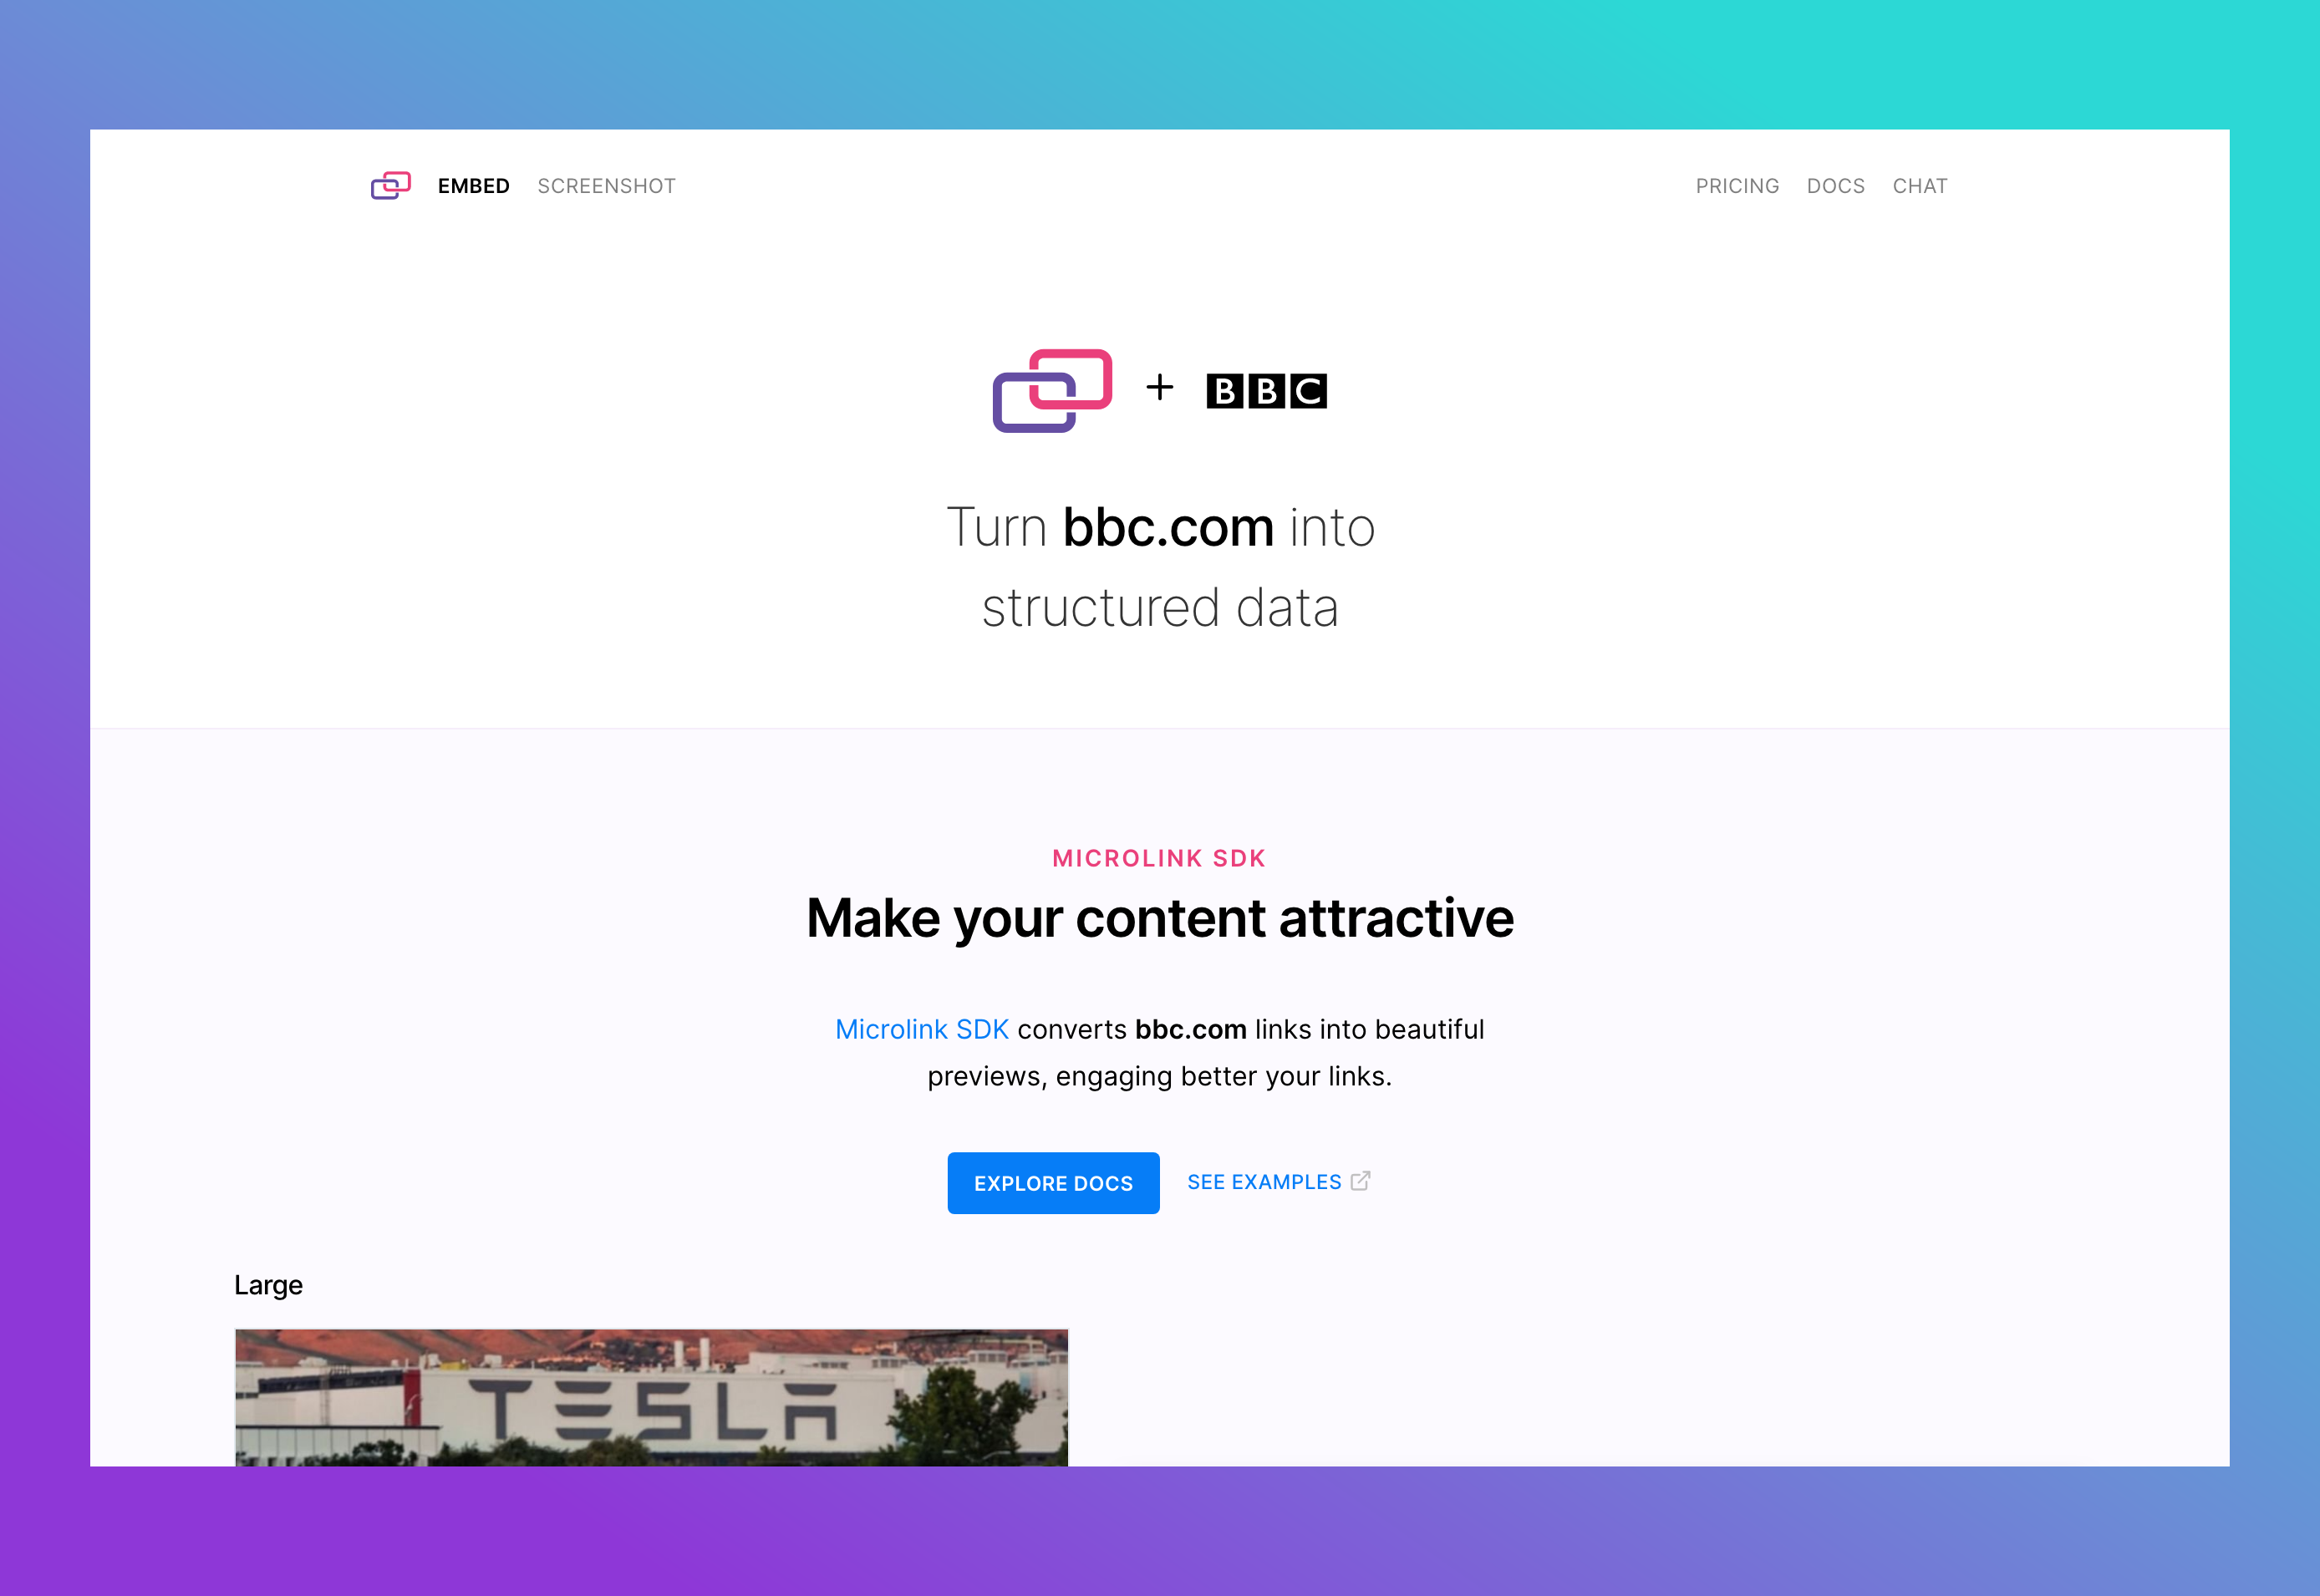 EMBED SCREENSHOT PRICING DOCS CHAT
+ BBC
Turn bbc.com into
structured data
MICROLINK SDK
Make your content attractive
Microlink SDK converts bbc.com links into beautiful
previews, engaging better your links.
EXPLORE DOCS SEE EXAMPLES
Large
TESLA